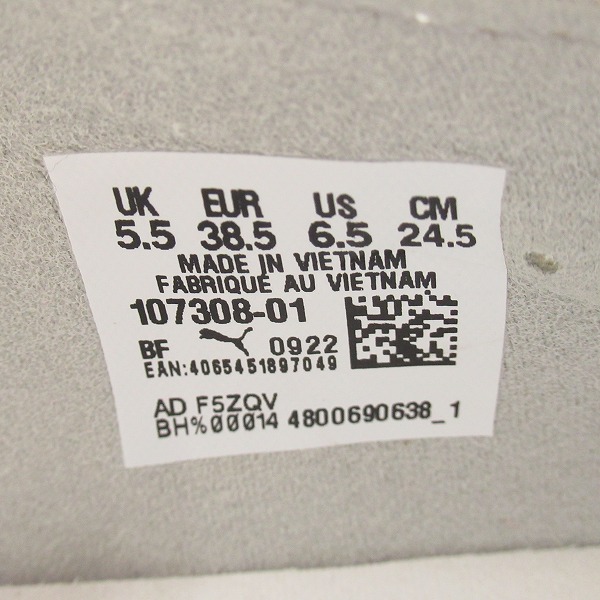 UK EUR US CM
5.5 38.5 6.5 24.5
MADE IN VIETNAM
FABRIQUE AU VIETNAM
107308-01
BF 0922
EAN:4065451897049
AD F5ZQV
BH%00014 4800690638_1